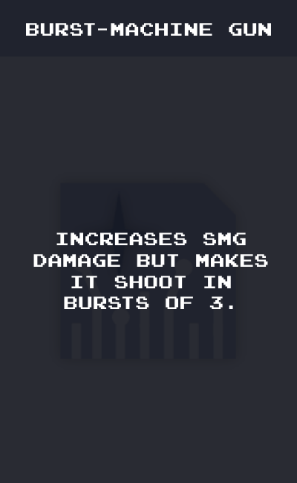 BURST-MACHINE GUN
INCREASES SMG
DAMAGE BUT MAKES
IT SHOOT IN
BURSTS OF 3.